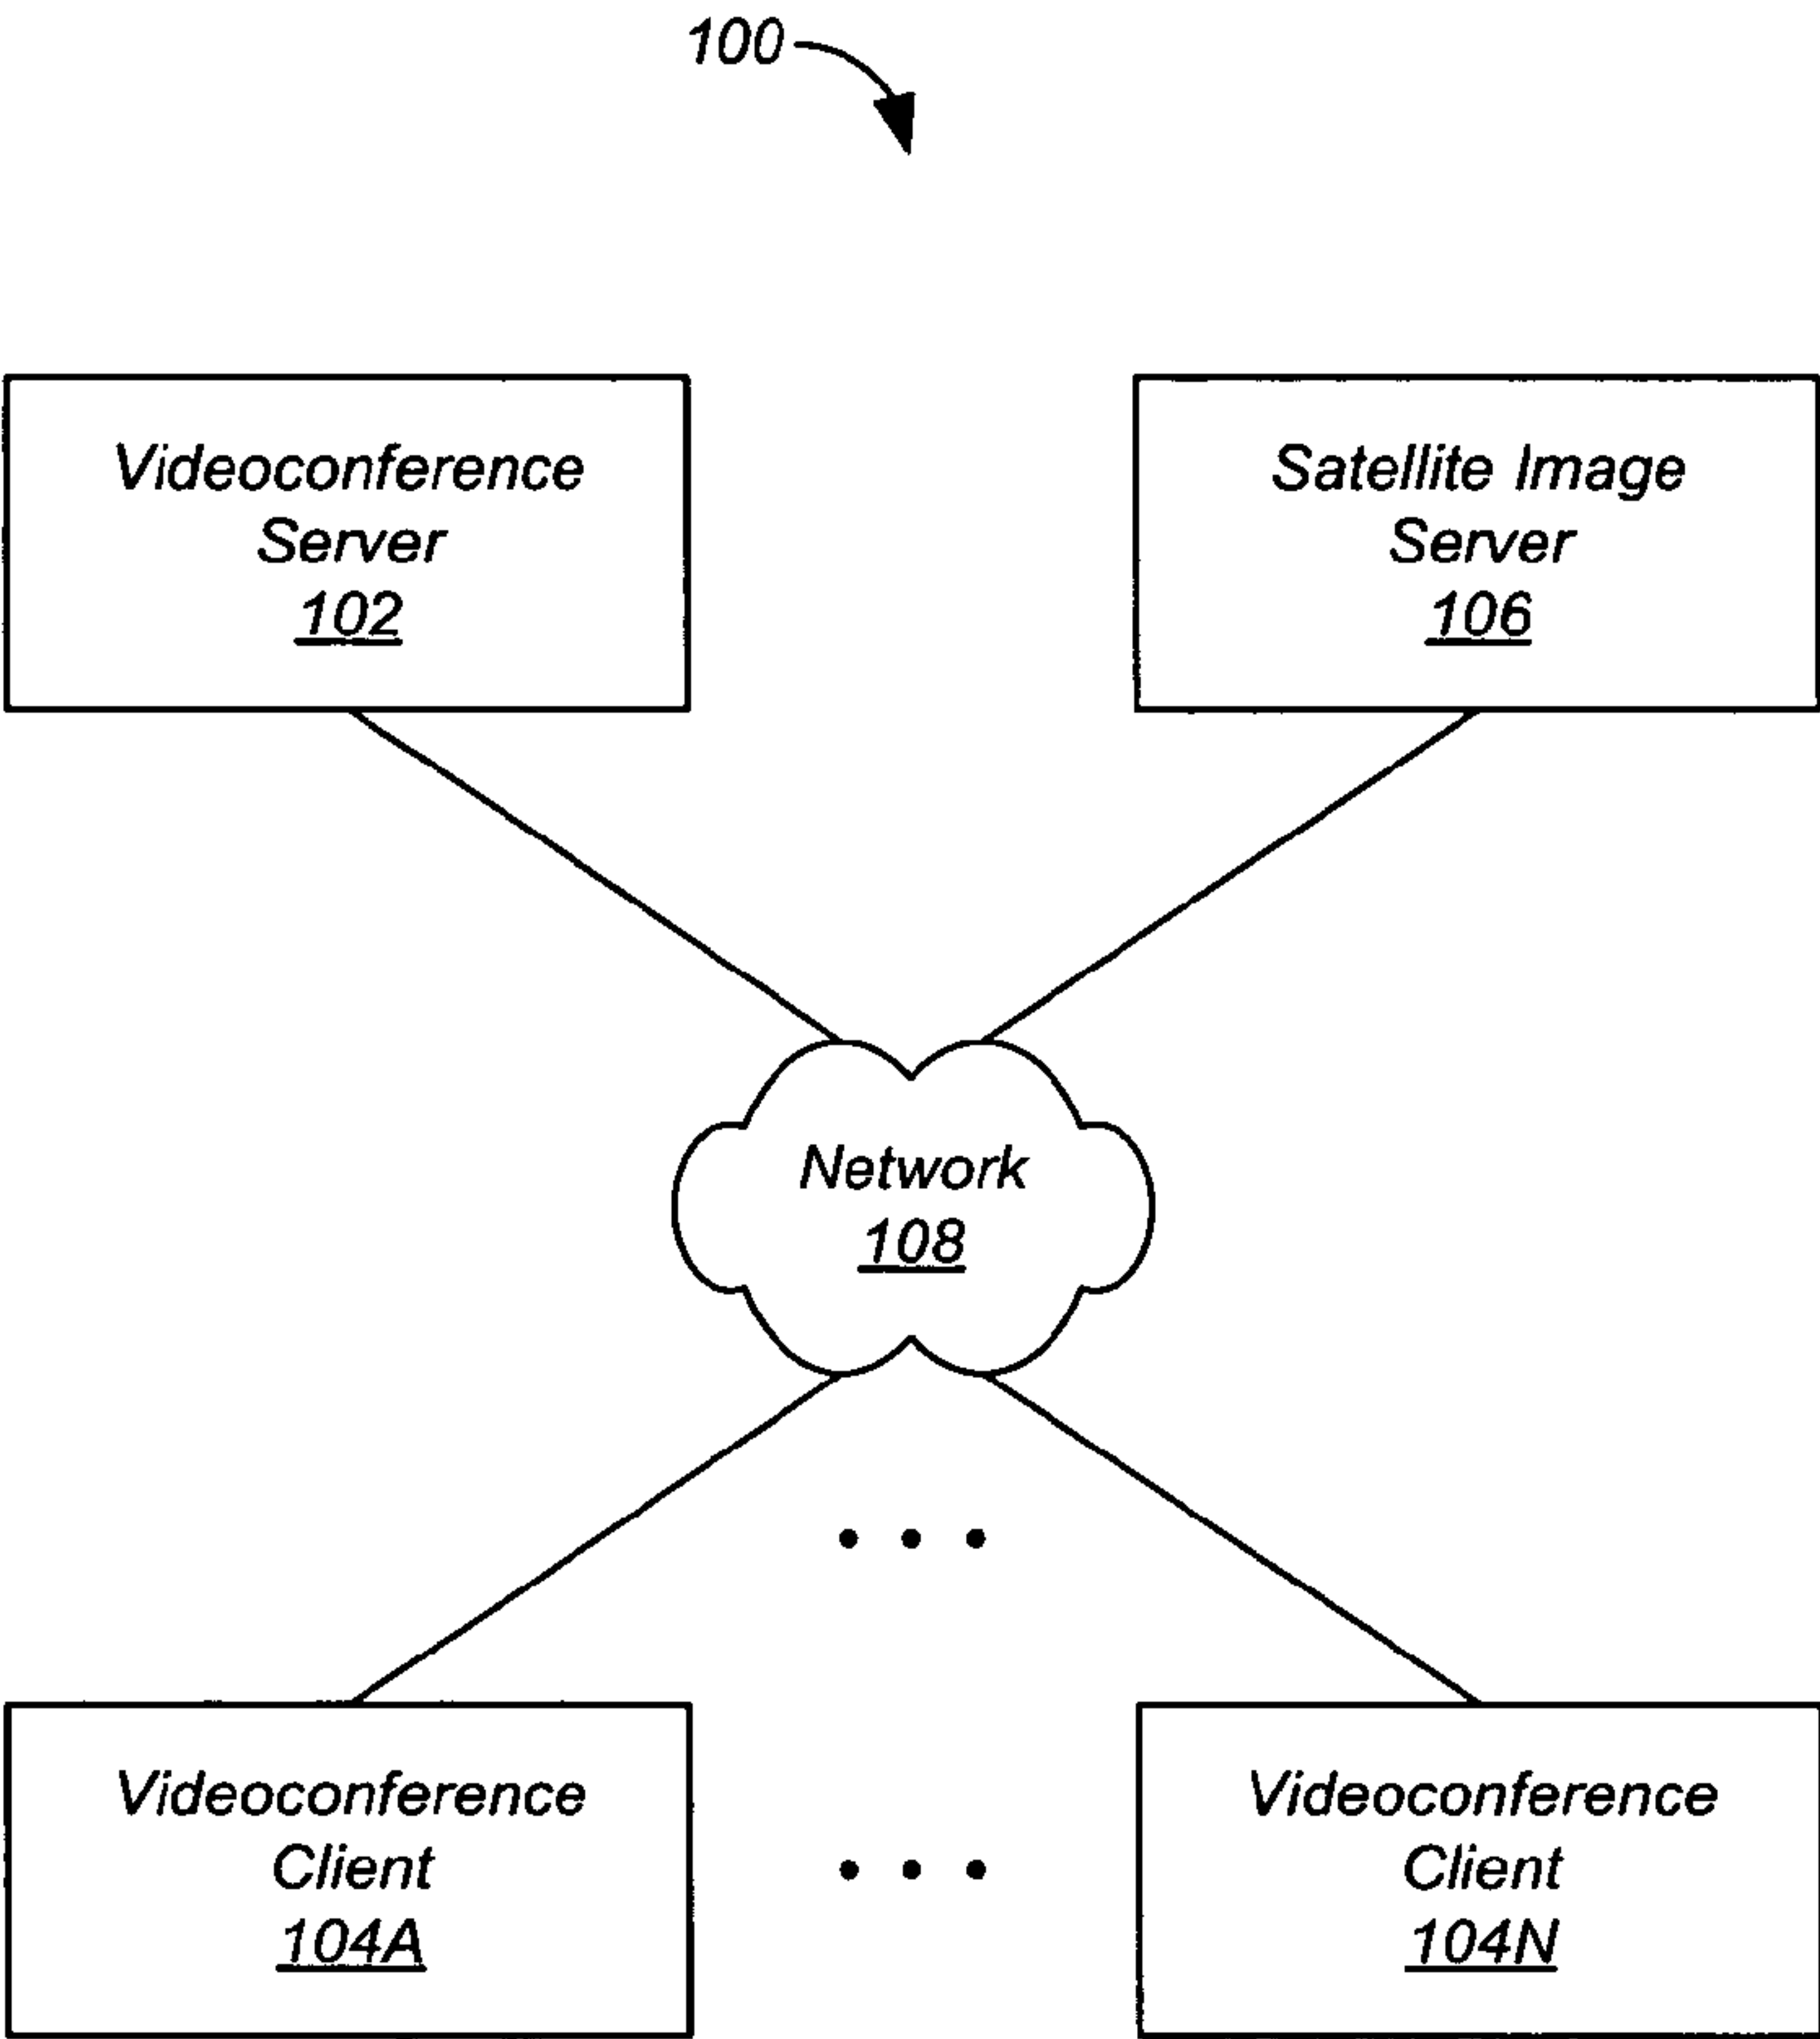 100
Videoconference
Server
102
Satellite Image
Server
106
Network
108
Videoconference
Client
104A
Videoconference
Client
104N